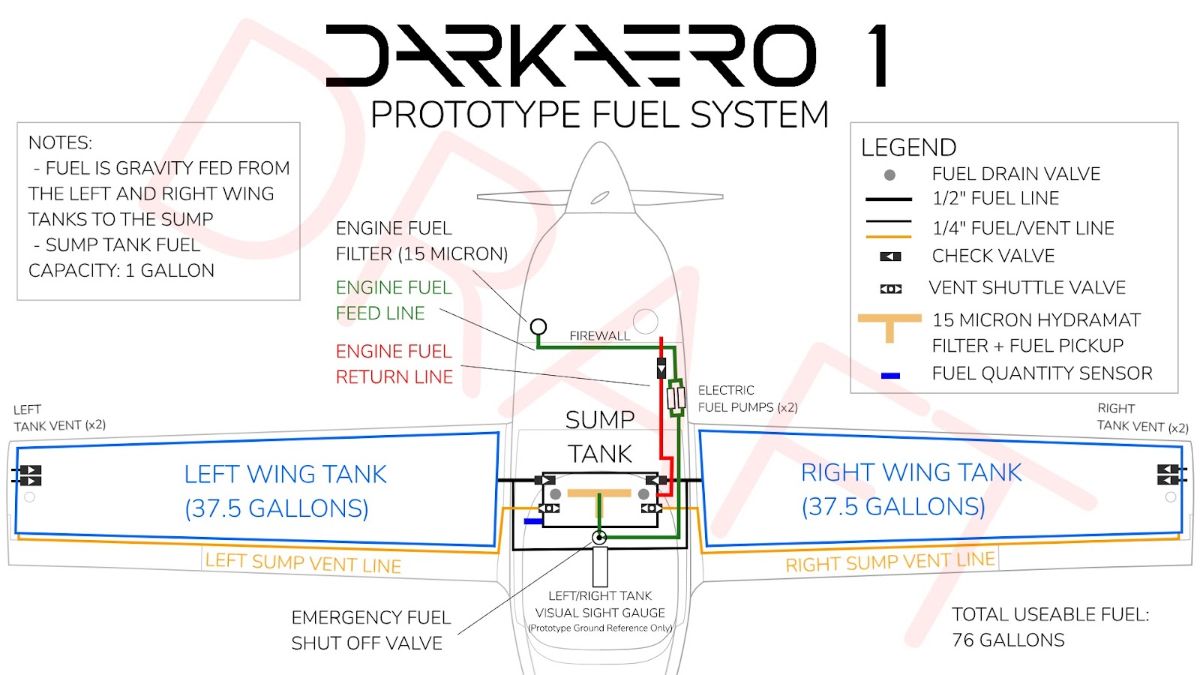 DARKAERO 1
PROTOTYPE FUEL SYSTEM
NOTES:
- FUEL IS GRAVITY FED FROM
THE LEFT AND RIGHT WING
TANKS TO THE SUMP
- SUMP TANK FUEL
CAPACITY: 1 GALLON
LEGEND
FUEL DRAIN VALVE
1/2" FUEL LINE
1/4" FUEL/VENT LINE
CHECK VALVE
VENT SHUTTLE VALVE
15 MICRON HYDRAMAT
FILTER + FUEL PICKUP
FUEL QUANTITY SENSOR
ENGINE FUEL
FILTER (15 MICRON)
ENGINE FUEL
FEED LINE
ENGINE FUEL
RETURN LINE
FIREWALL
ELECTRIC
FUEL PUMPS (x2)
SUMP
TANK
LEFT
TANK VENT (x2)
RIGHT
TANK VENT (x2)
LEFT WING TANK
(37.5 GALLONS)
RIGHT WING TANK
(37.5 GALLONS)
LEFT SUMP VENT LINE
RIGHT SUMP VENT LINE
LEFT/RIGHT TANK
VISUAL SIGHT GAUGE
(Prototype Ground Reference Only)
EMERGENCY FUEL
SHUT OFF VALVE
TOTAL USEABLE FUEL:
76 GALLONS
DRAFT